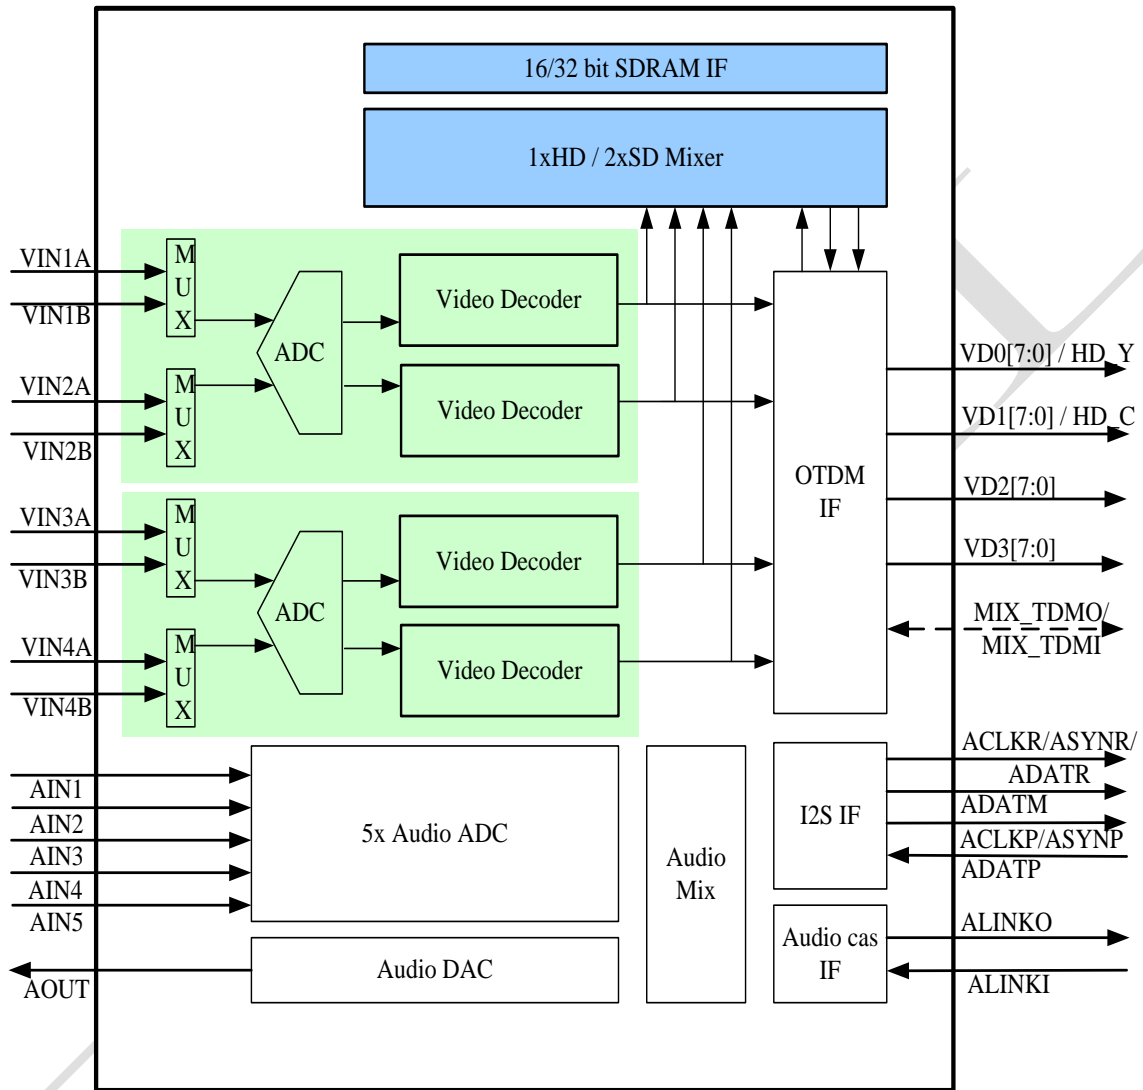 16/32 bit SDRAM IF
1xHD / 2xSD Mixer
VIN1A
VIN1B
VIN2A
VIN2B
VIN3A
VIN3B
VIN4A
VIN4B
M
U
X
M
U
X
M
U
X
M
U
X
ADC
ADC
Video Decoder
Video Decoder
Video Decoder
Video Decoder
OTDM
IF
VD0[7:0] / HD_Y
VD1[7:0] / HD_C
VD2[7:0]
VD3[7:0]
MIX_TDMO/
MIX_TDMI
AIN1
AIN2
AIN3
AIN4
AIN5
AOUT
5x Audio ADC
Audio DAC
Audio
Mix
I2S IF
Audio cas
IF
ACLKR/ASYNR/
ADATR
ADATM
ACLKP/ASYNP
ADATP
ALINKO
ALINKI